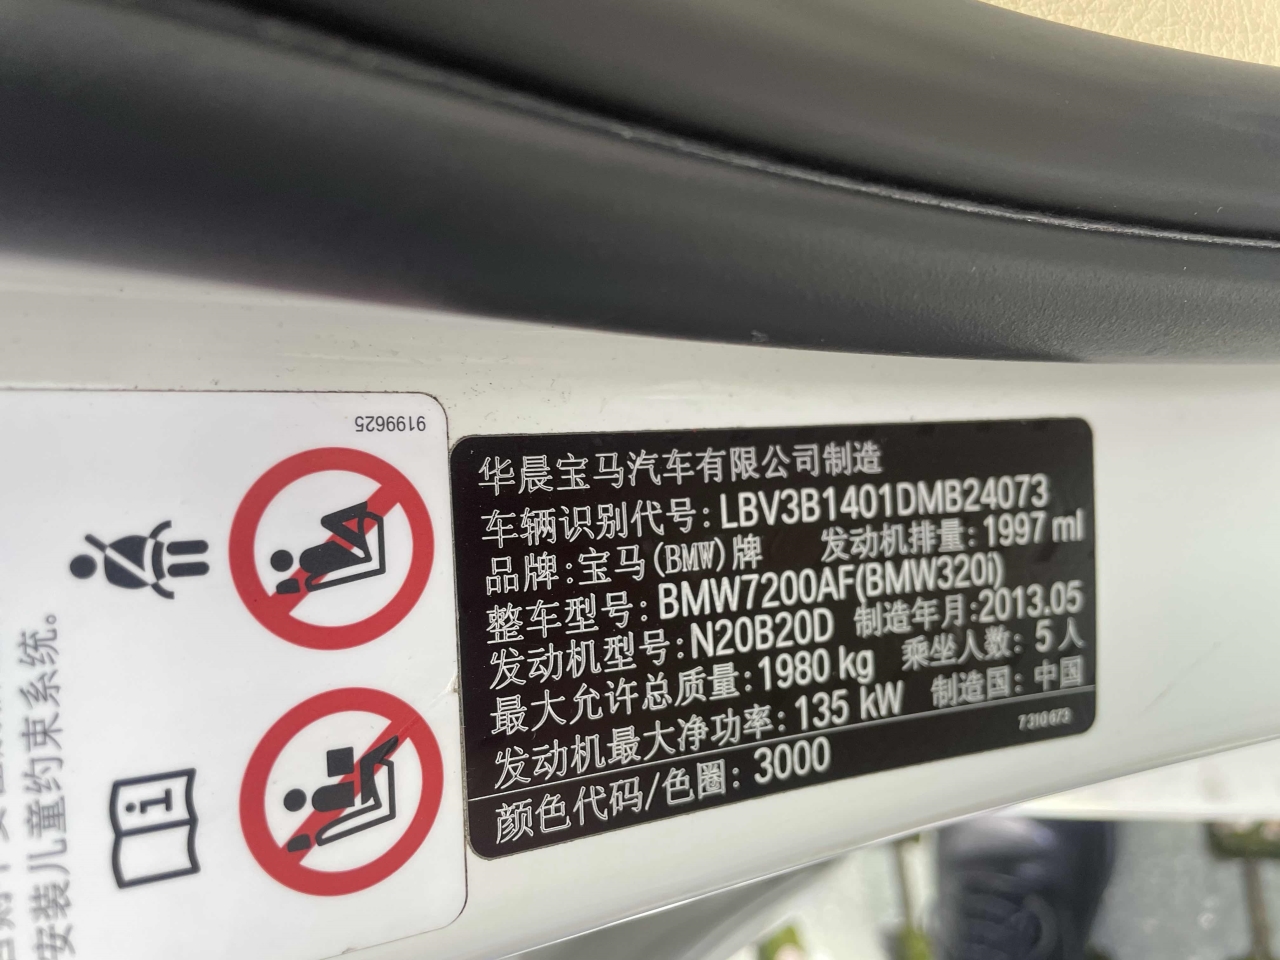 9199625
安装儿童约束系统。
华晨宝马汽车有限公司制造
车辆识别代号:LBV3B1401DMB24073
品牌:宝马(BMW)牌 发动机排量:1997 ml
整车型号:BMW7200AF(BMW320i)
发动机型号:N20B20D 制造年月:2013.05
最大允许总质量:1980 kg 乘坐人数:5人
发动机最大净功率:135 kW 制造国:中国
颜色代码/色圈:3000
7310673